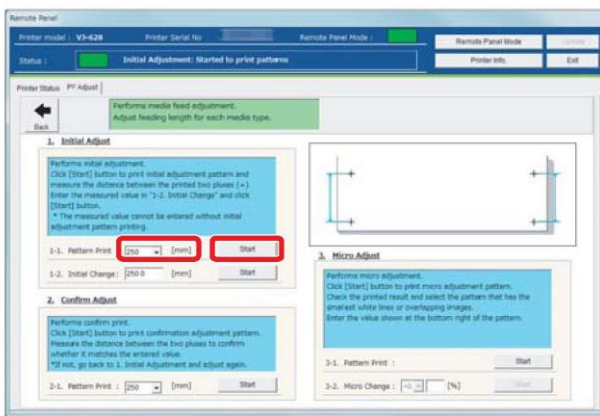 Remote Panel
Printer model : VJ-628 Printer Serial No Remote Panel Mode :
Remote Panel Mode
Status : Initial Adjustment: Started to print patterns
Printer Info. Exit
Printer Status PF Adjust
Performs media feed adjustment.
Adjust feeding length for each media type.
Back
1. Initial Adjust
Performs initial adjustment.
Click [Start] button to print initial adjustment pattern and
measure the distance between the printed two pluses (+)
Enter the measured value in "1-2. Initial Change" and click
[Start] button.
* The measured value cannot be entered without initial
adjustment pattern printing.
1-1. Pattern Print : 250 [mm] Start
1-2. Initial Change : 250.0 [mm] Start
2. Confirm Adjust
Performs confirm print.
Click [Start] button to print confirmation adjustment pattern.
Measure the distance between the two pluses to confirm
whether it matches the entered value.
*If not, go back to 1. Initial Adjustment and adjust again.
2-1. Pattern Print : 250 [mm] Start
3. Micro Adjust
Performs micro adjustment.
Click [Start] button to print micro adjustment pattern.
Check the printed result and select the pattern that has the
smallest white lines or overlapping images.
Enter the value shown at the bottom right of the pattern.
3-1. Pattern Print : Start
3-2. Micro Change : [%] Start